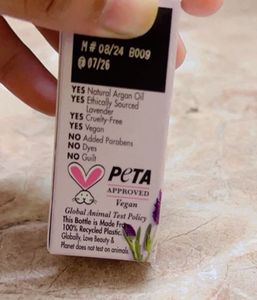 M# 08/24 B009
@ 07/26
YES Natural Argan Oil
YES Ethically Sourced
Lavender
YES Cruelty-Free
YES Vegan
NO Added Parabens
NO Dyes
NO Guilt
PETA
APPROVED
Vegan
Global Animal Test Policy
This Bottle is Made Fro
100% Recycled Plastic.
Globally, Love Beauty &
Planet does not test on animals.